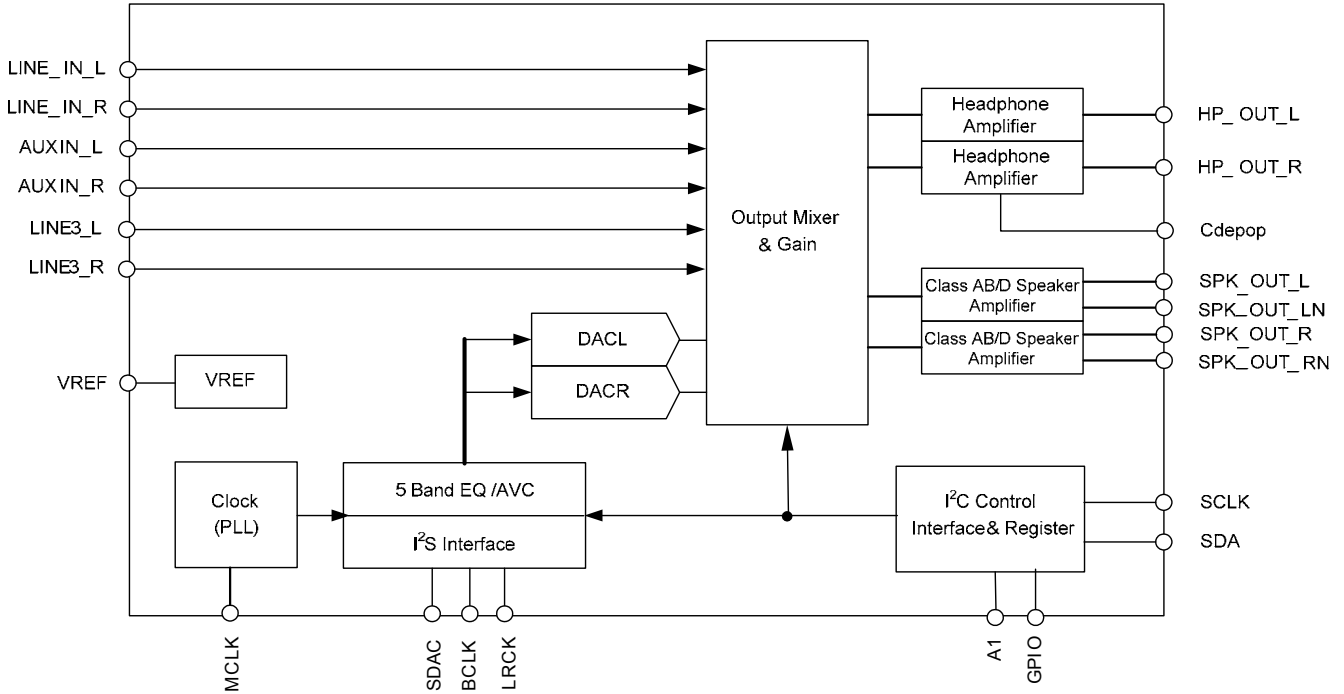 LINE_IN_L
LINE_IN_R
AUXIN_L
AUXIN_R
LINE3_L
LINE3_R
VREF
VREF
Clock
(PLL)
5 Band EQ /AVC
I²S Interface
DACL
DACR
Output Mixer
& Gain
Headphone
Amplifier
Headphone
Amplifier
Class AB/D Speaker
Amplifier
Class AB/D Speaker
Amplifier
I²C Control
Interface& Register
HP_ OUT_L
HP_ OUT_R
Cdepop
SPK_OUT_L
SPK_OUT_LN
SPK_OUT_R
SPK_OUT_RN
SCLK
SDA
MCLK
SDAC
BCLK
LRCK
A1
GPIO